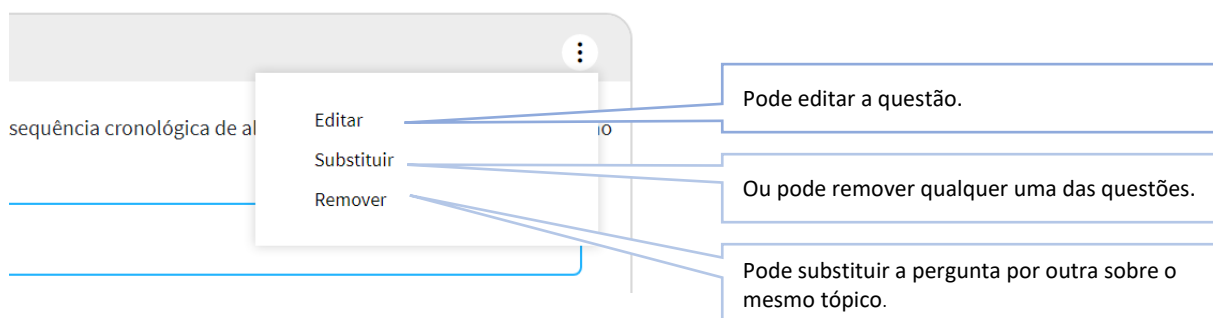 sequência cronológica de al
io
Editar
Substituir
Remover
Pode editar a questão.
Ou pode remover qualquer uma das questões.
Pode substituir a pergunta por outra sobre o
mesmo tópico.